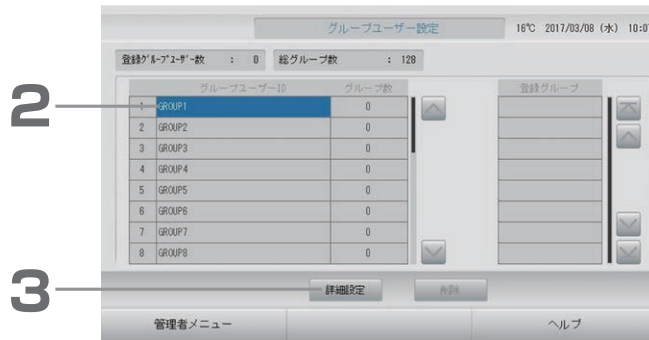 グループユーザー設定 16℃ 2017/03/08 (水) 10:0
登録グループユーザー数 : 0 総グループ数 : 128
グループユーザーID グループ数 登録グループ
2
1 GROUP1 0
2 GROUP2 0
3 GROUP3 0
4 GROUP4 0
5 GROUP5 0
6 GROUP6 0
7 GROUP7 0
8 GROUP8 0
3
詳細設定 削除
管理者メニュー ヘルプ